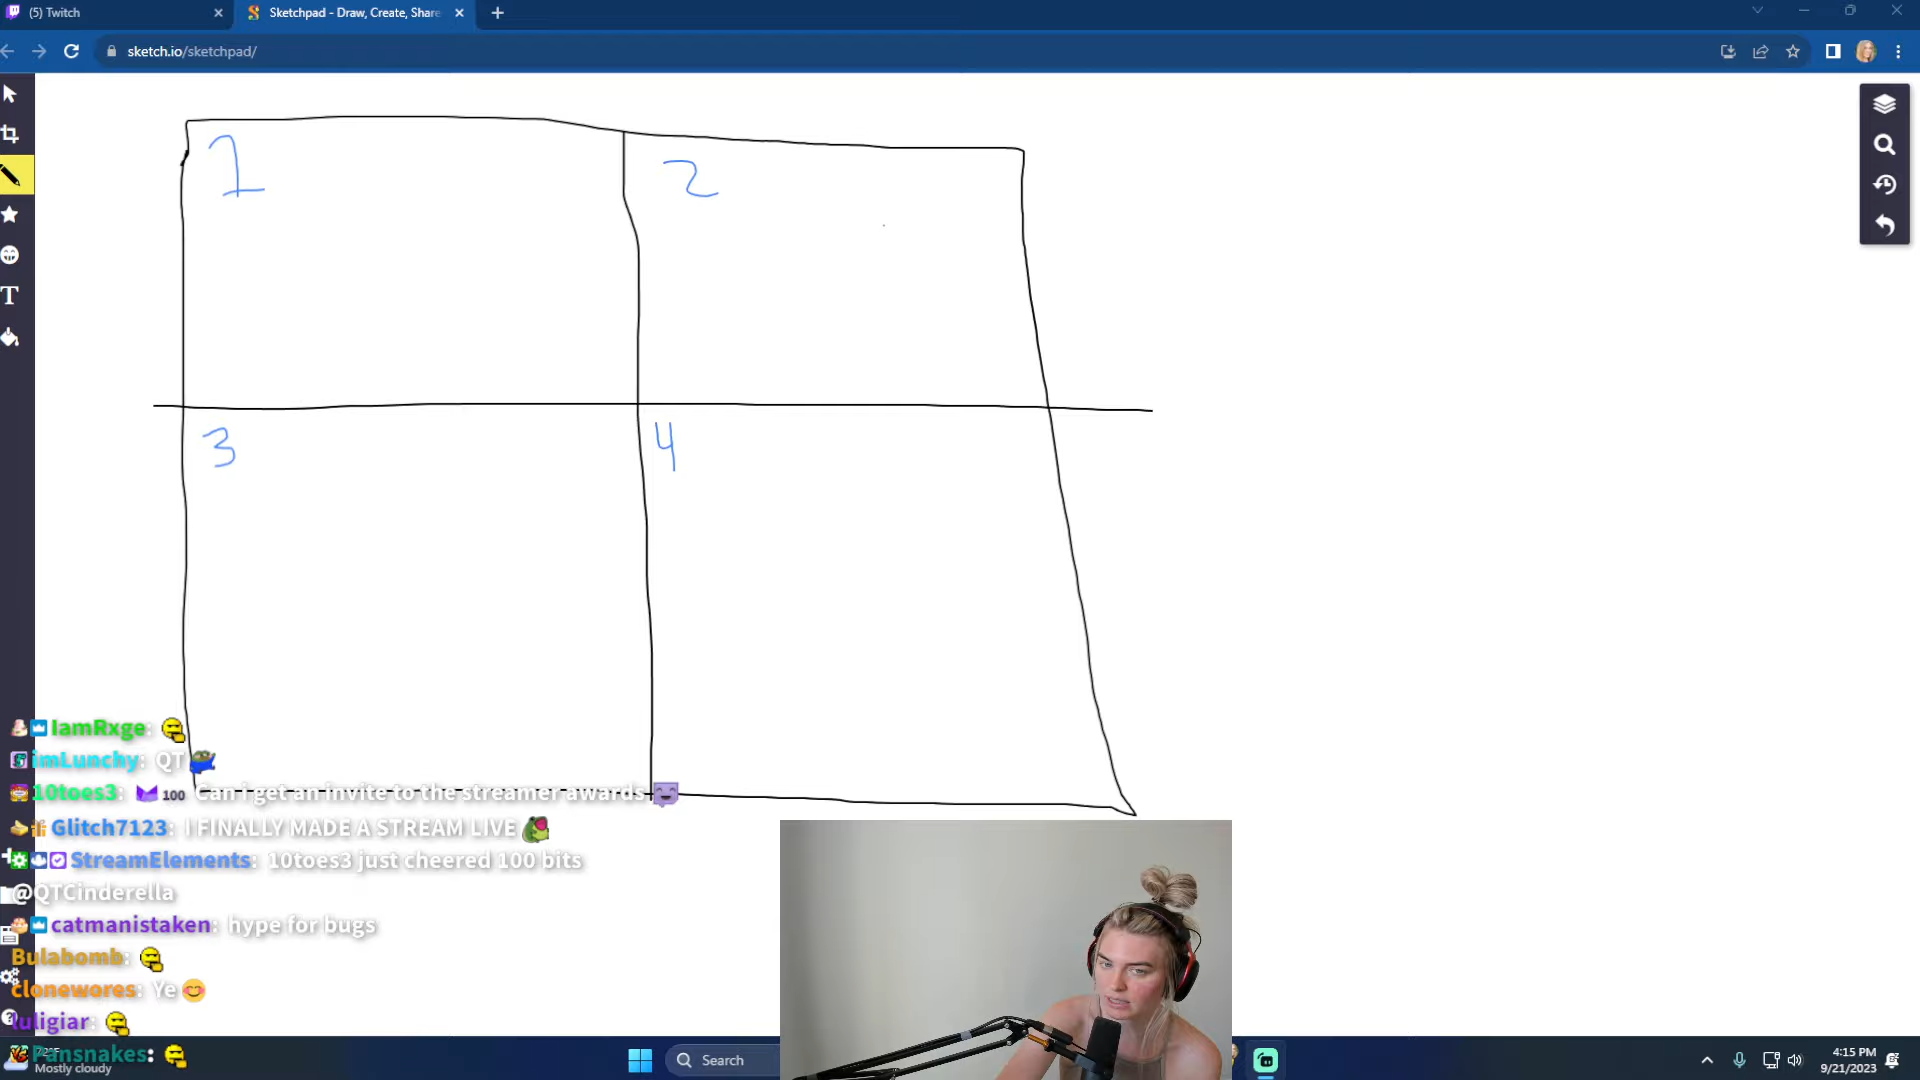 (5) Twitch
Sketchpad - Draw, Create, Share
sketch.io/sketchpad/
1
2
3
4
T
IamRxge:
imLunchy: QT
10toes3: 100 Can i get an invite to the streamer awards
Glitch7123: I FINALLY MADE A STREAM LIVE
StreamElements: 10toes3 just cheered 100 bits
@QTCinderella
catmanistaken: hype for bugs
Bulabomb:
clonewores: Ye
luligiar:
Pansnakes:
Mostly cloudy
Search
4:15 PM
9/21/2023